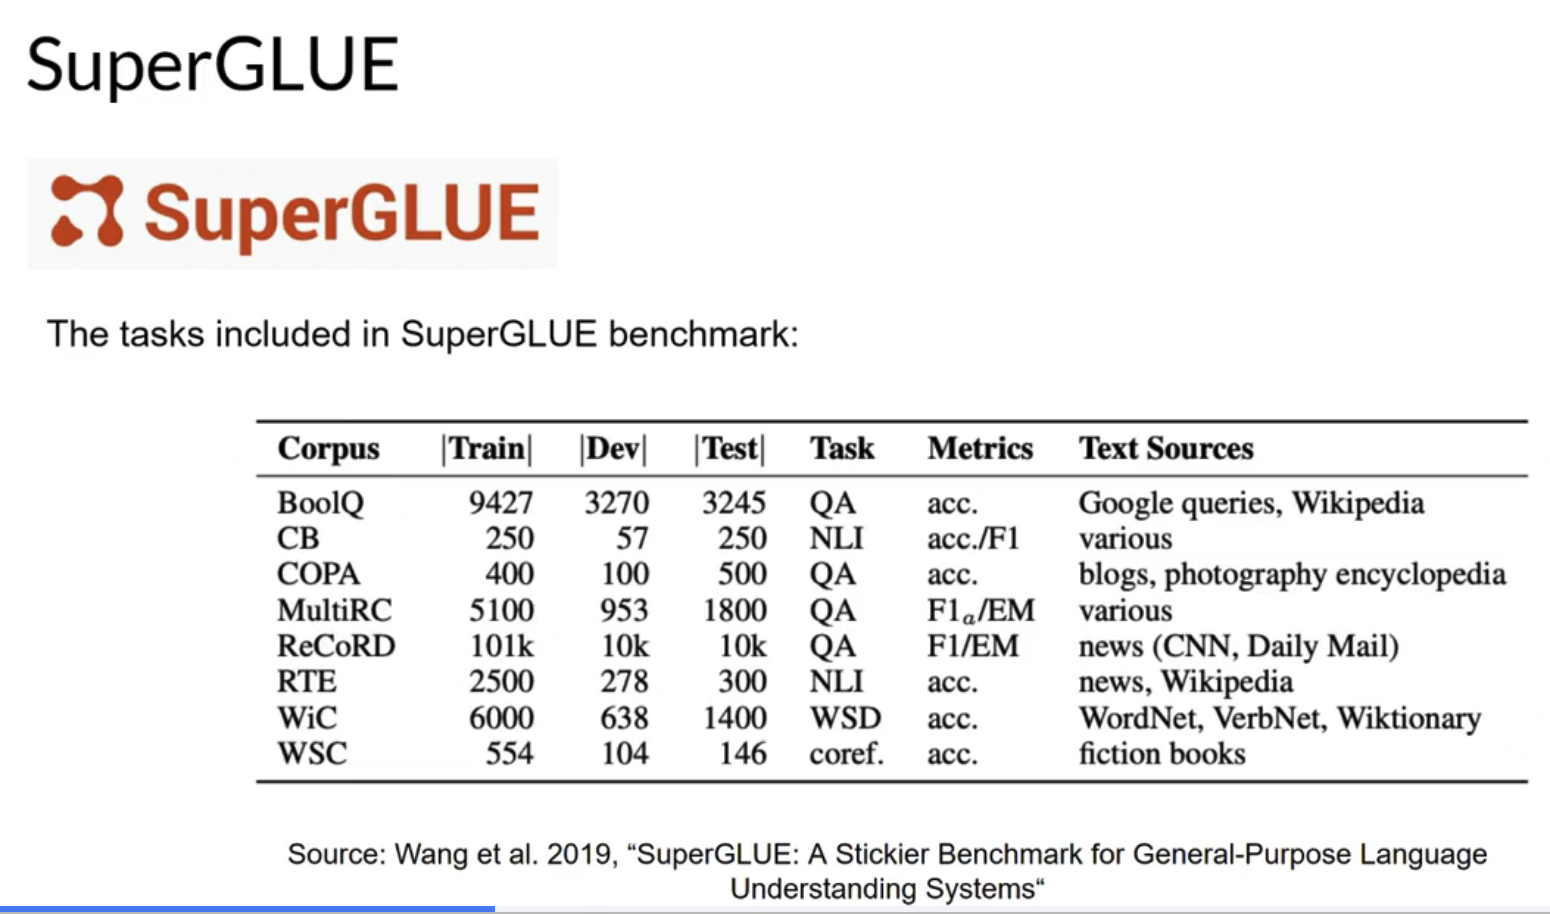 SuperGLUE
SuperGLUE
The tasks included in SuperGLUE benchmark:
Corpus |Train| |Dev| |Test| Task Metrics Text Sources
BoolQ 9427 3270 3245 QA acc. Google queries, Wikipedia
CB 250 57 250 NLI acc./F1 various
COPA 400 100 500 QA acc. blogs, photography encyclopedia
MultiRC 5100 953 1800 QA F1ₐ/EM various
ReCoRD 101k 10k 10k QA F1/EM news (CNN, Daily Mail)
RTE 2500 278 300 NLI acc. news, Wikipedia
WiC 6000 638 1400 WSD acc. WordNet, VerbNet, Wiktionary
WSC 554 104 146 coref. acc. fiction books
Source: Wang et al. 2019, “SuperGLUE: A Stickier Benchmark for General-Purpose Language
Understanding Systems“